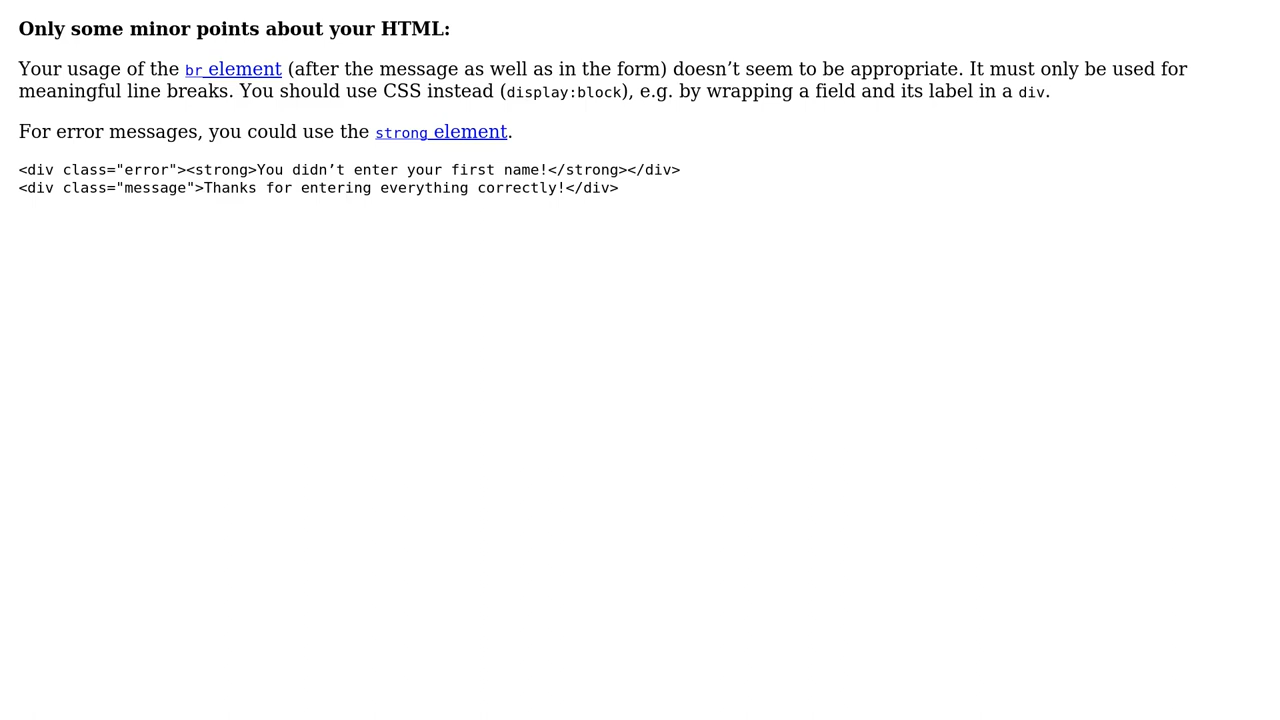 Only some minor points about your HTML:
Your usage of the br element (after the message as well as in the form) doesn’t seem to be appropriate. It must only be used for
meaningful line breaks. You should use CSS instead (display:block), e.g. by wrapping a field and its label in a div.
For error messages, you could use the strong element.
<div class="error"><strong>You didn’t enter your first name!</strong></div>
<div class="message">Thanks for entering everything correctly!</div>